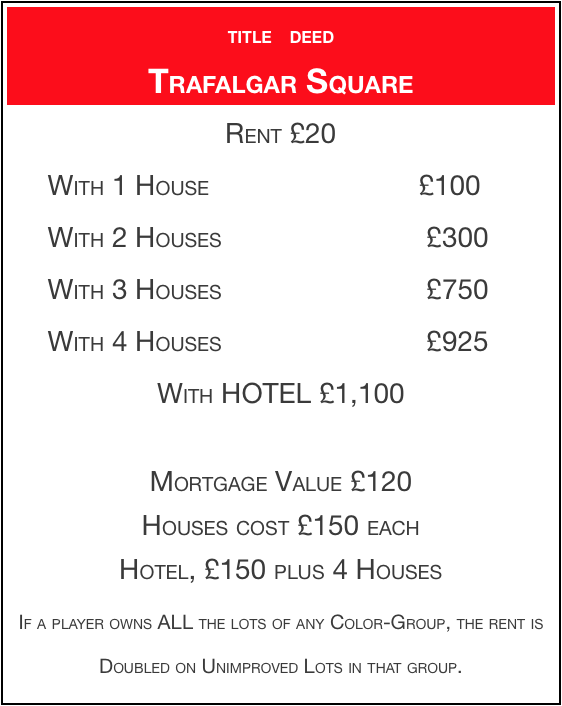 TITLE DEED
Trafalgar Square
Rent £20
With 1 House £100
With 2 Houses £300
With 3 Houses £750
With 4 Houses £925
With HOTEL £1,100
Mortgage Value £120
Houses cost £150 each
Hotel, £150 plus 4 Houses
If a player owns ALL the lots of any Color-Group, the rent is
Doubled on Unimproved Lots in that group.